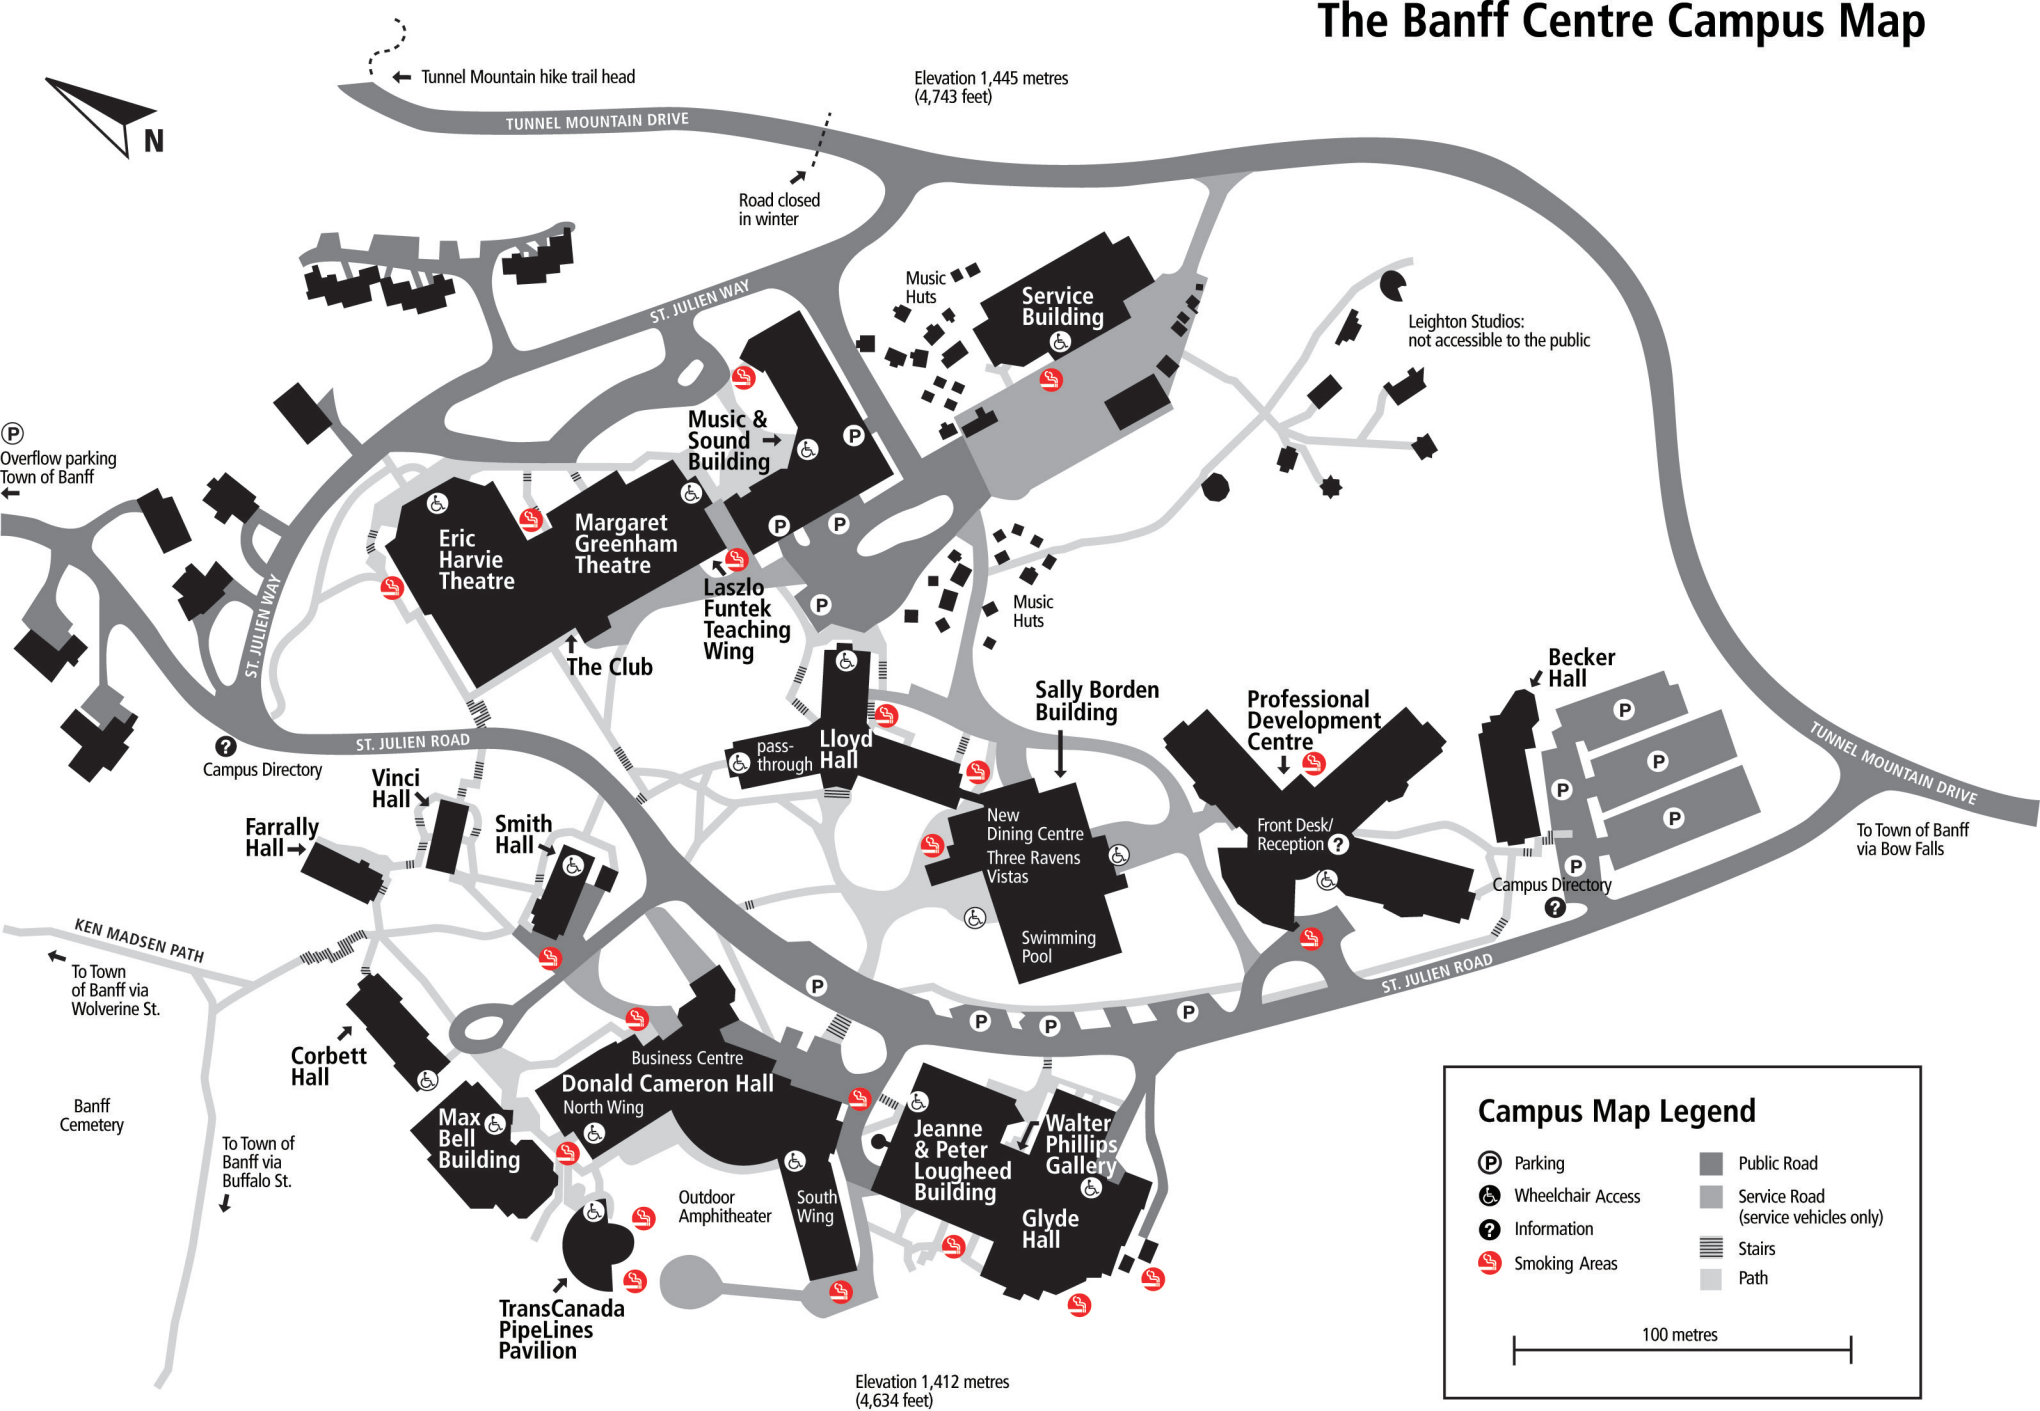 The Banff Centre Campus Map
Tunnel Mountain hike trail head
Elevation 1,445 metres
(4,743 feet)
TUNNEL MOUNTAIN DRIVE
N
Road closed
in winter
ST. JULIEN WAY
Music
Huts
Service
Building
Leighton Studios:
not accessible to the public
P
Overflow parking
Town of Banff
Music &
Sound
Building
P
Eric
Harvie
Theatre
Margaret
Greenham
Theatre
P
P
Laszlo
Funtek
Teaching
Wing
P
Music
Huts
ST. JULIEN WAY
The Club
Becker
Hall
Sally Borden
Building
Professional
Development
Centre
P
P
P
P
P
TUNNEL MOUNTAIN DRIVE
ST. JULIEN ROAD
?
Campus Directory
pass-
through
Lloyd
Hall
Vinci
Hall
Farrally
Hall
Smith
Hall
New
Dining Centre
Three Ravens
Vistas
Swimming
Pool
Front Desk/
Reception ?
Campus Directory
?
To Town of Banff
via Bow Falls
KEN MADSEN PATH
To Town
of Banff via
Wolverine St.
ST. JULIEN ROAD
P
P
P
P
Corbett
Hall
Business Centre
Donald Cameron Hall
North Wing
Max
Bell
Building
Banff
Cemetery
To Town of
Banff via
Buffalo St.
Jeanne
& Peter
Lougheed
Building
Walter
Phillips
Gallery
Glyde
Hall
Outdoor
Amphitheater
South
Wing
TransCanada
PipeLines
Pavilion
Elevation 1,412 metres
(4,634 feet)
Campus Map Legend
P Parking
Wheelchair Access
? Information
Smoking Areas
Public Road
Service Road
(service vehicles only)
Stairs
Path
100 metres